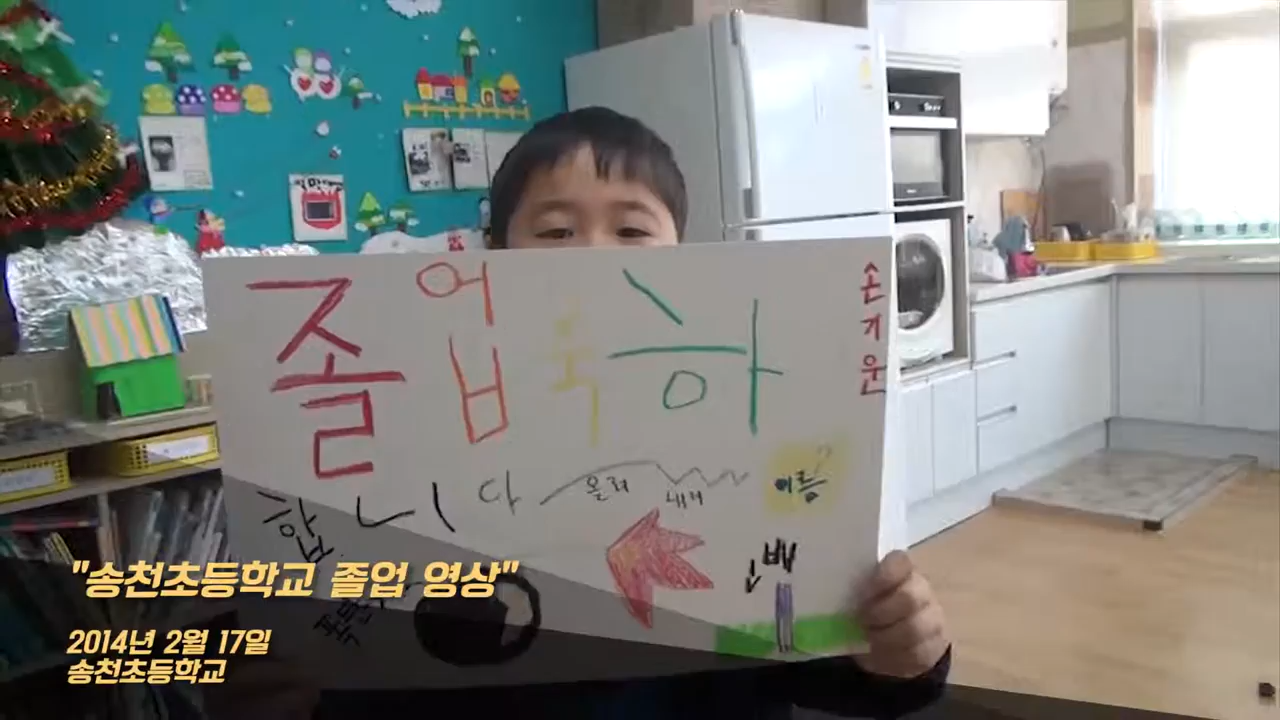 졸업축하
손기운
합니다
올려
내려
이름?
"송천초등학교 졸업 영상"
2014년 2월 17일
송천초등학교